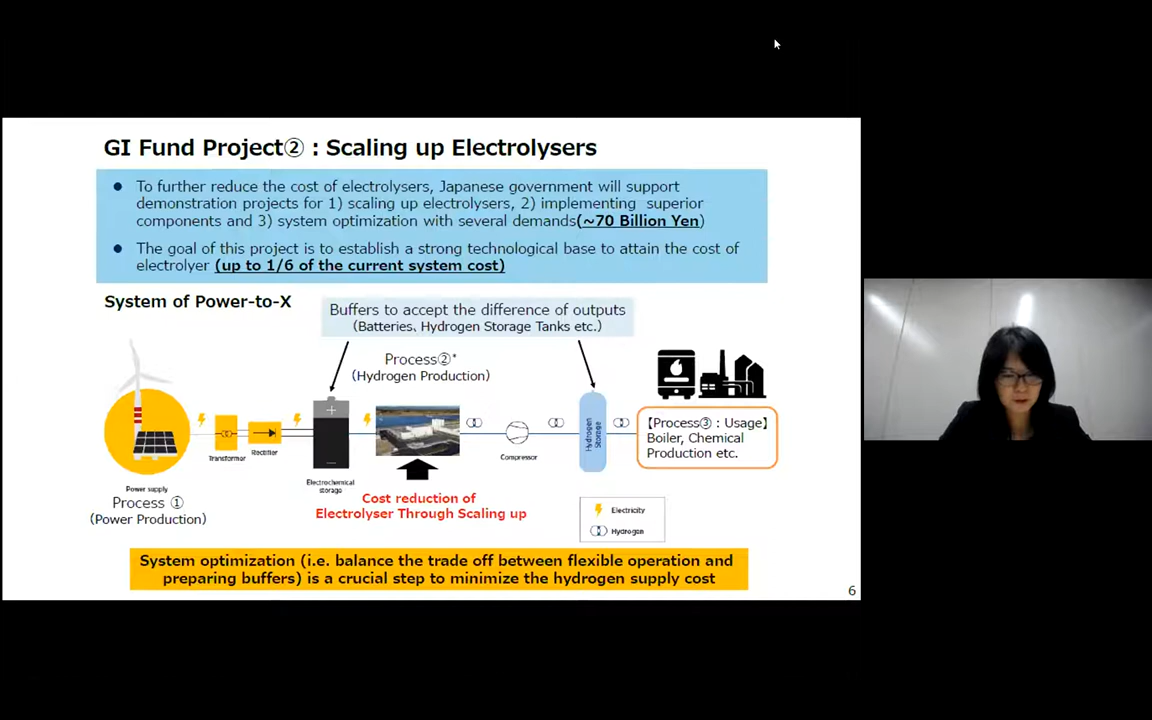 GI Fund Project② : Scaling up Electrolysers
● To further reduce the cost of electrolysers, Japanese government will support
demonstration projects for 1) scaling up electrolysers, 2) implementing superior
components and 3) system optimization with several demands(~70 Billion Yen)
● The goal of this project is to establish a strong technological base to attain the cost of
electrolyer (up to 1/6 of the current system cost)
System of Power-to-X
Buffers to accept the difference of outputs
(Batteries、Hydrogen Storage Tanks etc.)
Process②*
(Hydrogen Production)
Hydrogen
Storage
【Process③ : Usage】
Boiler, Chemical
Production etc.
Transformer
Rectifier
Compressor
Power supply
Electrochemical
storage
Process ①
(Power Production)
Cost reduction of
Electrolyser Through Scaling up
Electricity
Hydrogen
System optimization (i.e. balance the trade off between flexible operation and
preparing buffers) is a crucial step to minimize the hydrogen supply cost
6